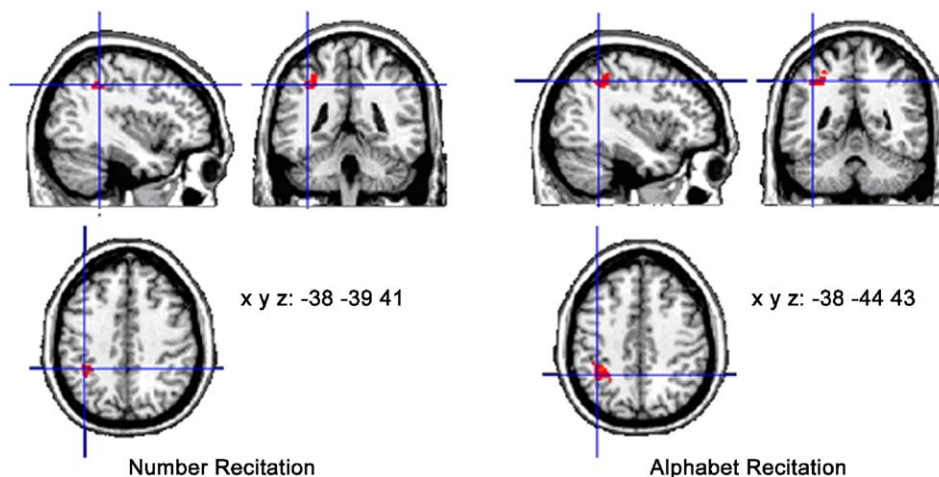 x y z: -38 -39 41
x y z: -38 -44 43
Number Recitation
Alphabet Recitation